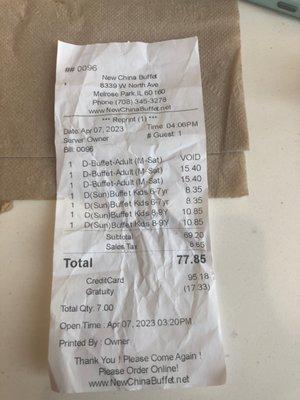 ## 0096
New China Buffet
8339 W North Ave
Melrose Park,IL 60160
Phone (708) 345-3278
www.NewChinaBuffet.net
*** Reprint (1) ***
Date: Apr 07, 2023 Time: 04:06PM
Server: Owner # Guest: 1
Bill: 0096
1 D-Buffet-Adult (M-Sat) VOID
1 D-Buffet-Adult (M-Sat) 15.40
1 D-Buffet-Adult (M-Sat) 15.40
1 D(Sun)Buffet Kids 6-7yr 8.35
1 D(Sun)Buffet Kids 6-7yr 8.35
1 D(Sun)Buffet Kids 8-9Y 10.85
1 D(Sun)Buffet Kids 8-9Y 10.85
Subtotal 69.20
Sales Tax 8.65
Total 77.85
CreditCard 95.18
Gratuity (17.33)
Total Qty: 7.00
Open Time : Apr 07, 2023 03:20PM
Printed By : Owner
Thank You ! Please Come Again !
Please Order Online!
www.NewChinaBuffet.net